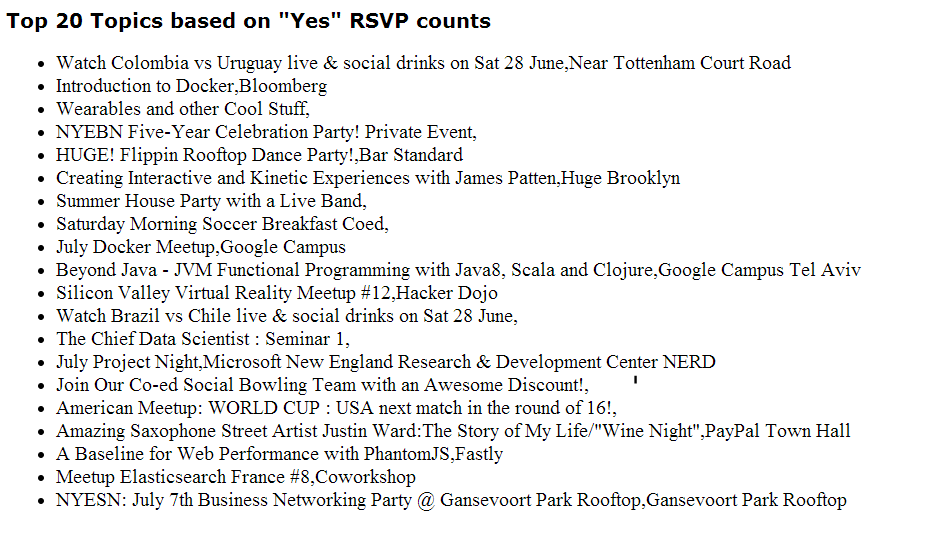 Top 20 Topics based on "Yes" RSVP counts
Watch Colombia vs Uruguay live & social drinks on Sat 28 June,Near Tottenham Court Road
Introduction to Docker,Bloomberg
Wearables and other Cool Stuff,
NYEBN Five-Year Celebration Party! Private Event,
HUGE! Flippin Rooftop Dance Party!,Bar Standard
Creating Interactive and Kinetic Experiences with James Patten,Huge Brooklyn
Summer House Party with a Live Band,
Saturday Morning Soccer Breakfast Coed,
July Docker Meetup,Google Campus
Beyond Java - JVM Functional Programming with Java8, Scala and Clojure,Google Campus Tel Aviv
Silicon Valley Virtual Reality Meetup #12,Hacker Dojo
Watch Brazil vs Chile live & social drinks on Sat 28 June,
The Chief Data Scientist : Seminar 1,
July Project Night,Microsoft New England Research & Development Center NERD
Join Our Co-ed Social Bowling Team with an Awesome Discount!,
American Meetup: WORLD CUP : USA next match in the round of 16!,
Amazing Saxophone Street Artist Justin Ward:The Story of My Life/"Wine Night",PayPal Town Hall
A Baseline for Web Performance with PhantomJS,Fastly
Meetup Elasticsearch France #8,Coworkshop
NYESN: July 7th Business Networking Party @ Gansevoort Park Rooftop,Gansevoort Park Rooftop